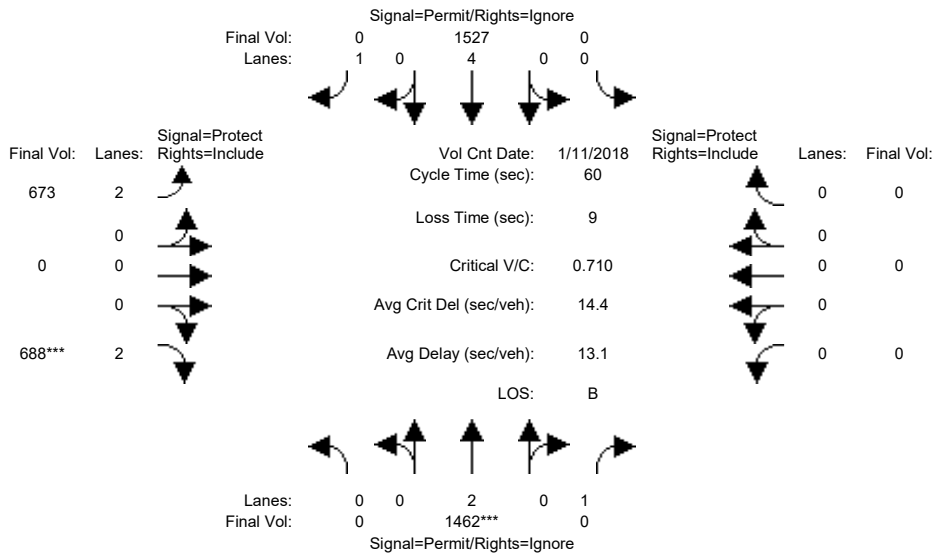 Signal=Permit/Rights=Ignore
Final Vol: 0 1527 0
Lanes: 1 0 4 0 0
Signal=Protect Signal=Protect
Final Vol: Lanes: Rights=Include Vol Cnt Date: 1/11/2018 Rights=Include Lanes: Final Vol:
Cycle Time (sec): 60
673 2 0 0
Loss Time (sec): 9
0 0
0 0 Critical V/C: 0.710 0 0
0 Avg Crit Del (sec/veh): 14.4 0
688*** 2 Avg Delay (sec/veh): 13.1 0 0
LOS: B
Lanes: 0 0 2 0 1
Final Vol: 0 1462*** 0
Signal=Permit/Rights=Ignore